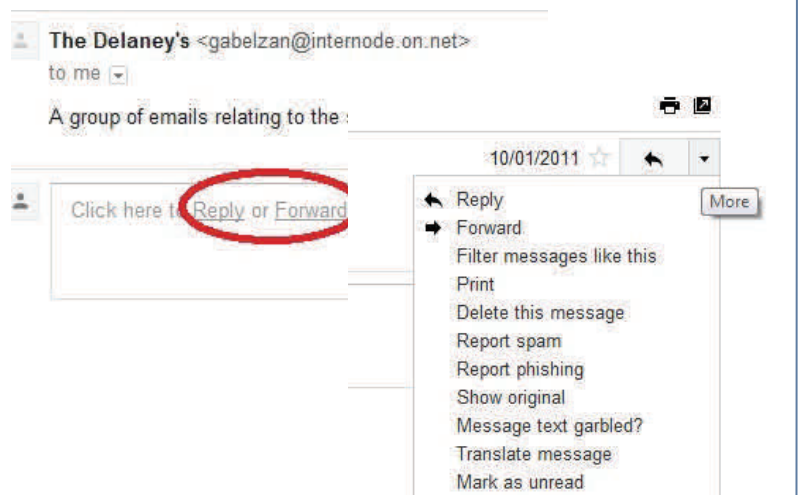 The Delaney's <gabelzan@internode.on.net>
to me
A group of emails relating to the
10/01/2011
Click here to Reply or Forward
More
Reply
Forward
Filter messages like this
Print
Delete this message
Report spam
Report phishing
Show original
Message text garbled?
Translate message
Mark as unread